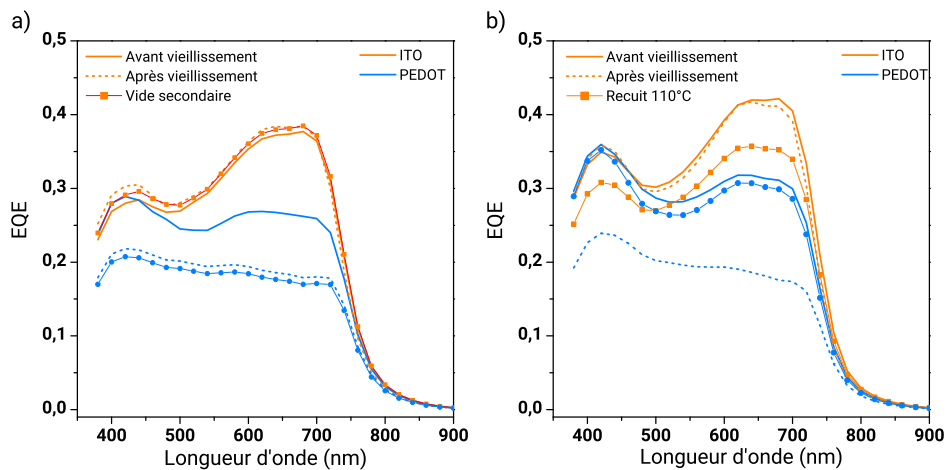 a)
0,5
0,4
0,3
0,2
0,1
0,0
EQE
Avant vieillissement
Après vieillissement
Vide secondaire
ITO
PEDOT
400 500 600 700 800 900
Longueur d'onde (nm)
b)
0,5
0,4
0,3
0,2
0,1
0,0
EQE
Avant vieillissement
Après vieillissement
Recuit 110°C
ITO
PEDOT
400 500 600 700 800 900
Longueur d'onde (nm)